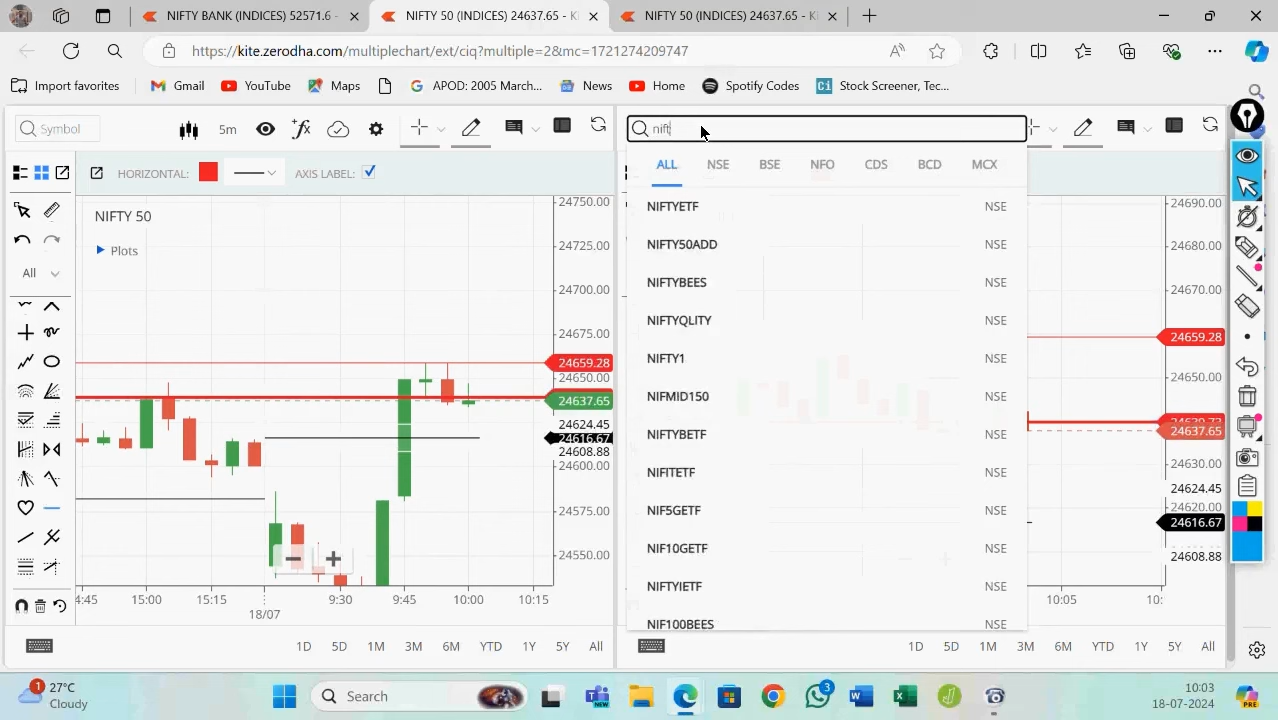 NIFTY BANK (INDICES) 52571.6 -
NIFTY 50 (INDICES) 24637.65 - Ki
NIFTY 50 (INDICES) 24637.65 - Ki
https://kite.zerodha.com/multiplechart/ext/ciq?multiple=2&mc=1721274209747
Import favorites
Gmail
YouTube
Maps
APOD: 2005 March...
News
Home
Spotify Codes
Stock Screener, Tec...
Symbol
5m
HORIZONTAL:
AXIS LABEL:
NIFTY 50
Plots
All
24750.00
24725.00
24700.00
24675.00
24659.28
24650.00
24637.65
24624.45
24616.67
24608.88
24600.00
24575.00
24550.00
4:45
15:00
15:15
9:30
9:45
10:00
10:15
18/07
1D 5D 1M 3M 6M YTD 1Y 5Y All
nift
ALL NSE BSE NFO CDS BCD MCX
NIFTYETF NSE
NIFTY50ADD NSE
NIFTYBEES NSE
NIFTYQLITY NSE
NIFTY1 NSE
NIFMID150 NSE
NIFTYBETF NSE
NIFITETF NSE
NIF5GETF NSE
NIF10GETF NSE
NIFTYIETF NSE
NIF100BEES NSE
24690.00
24680.00
24670.00
24659.28
24650.00
24637.65
24630.00
24624.45
24620.00
24616.67
24608.88
10:05
10:
1D 5D 1M 3M 6M YTD 1Y 5Y All
1
27°C
Cloudy
Search
NEW
3
PRE
10:03
18-07-2024